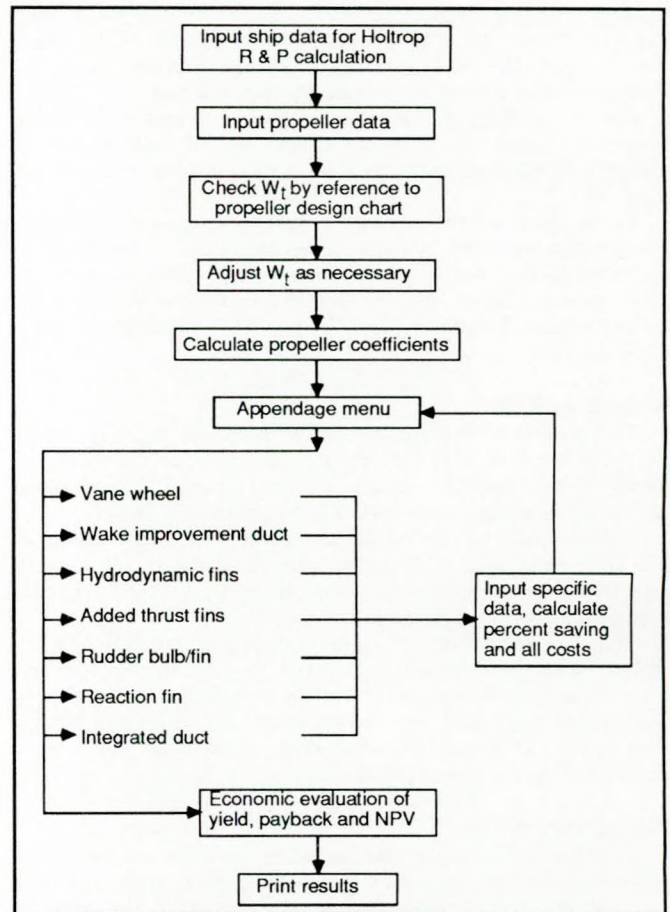 Input ship data for Holtrop
R & P calculation
Input propeller data
Check Wt by reference to
propeller design chart
Adjust Wt as necessary
Calculate propeller coefficients
Appendage menu
Vane wheel
Wake improvement duct
Hydrodynamic fins
Added thrust fins
Rudder bulb/fin
Reaction fin
Integrated duct
Input specific
data, calculate
percent saving
and all costs
Economic evaluation of
yield, payback and NPV
Print results